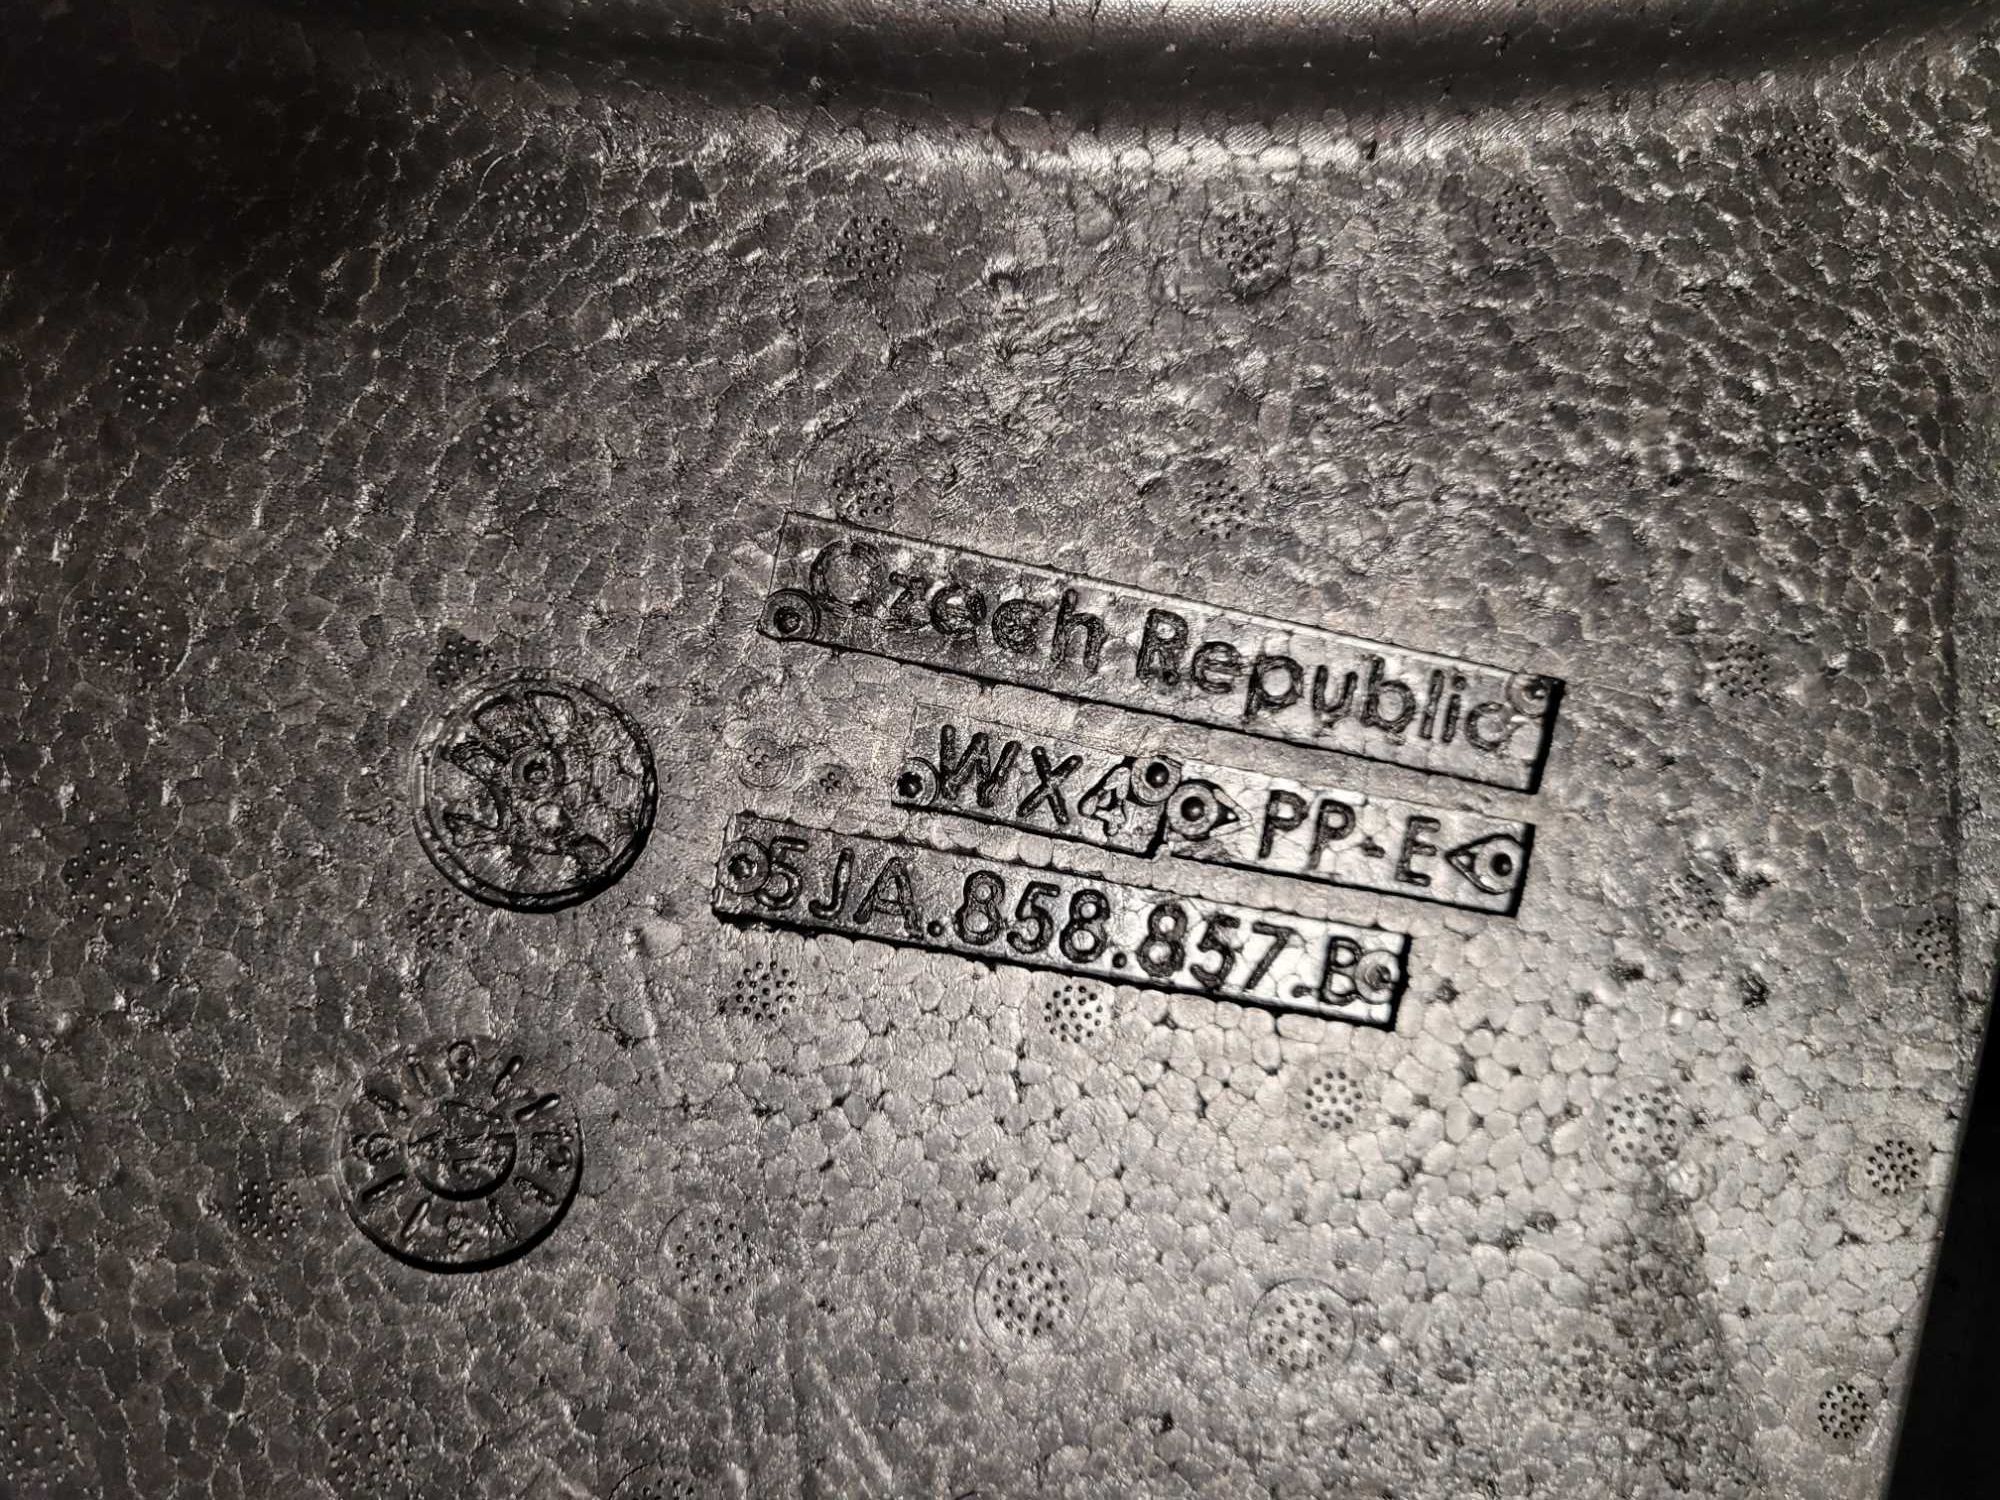 Czech Republic
WX4 >PP-E<
5JA.858.857.B